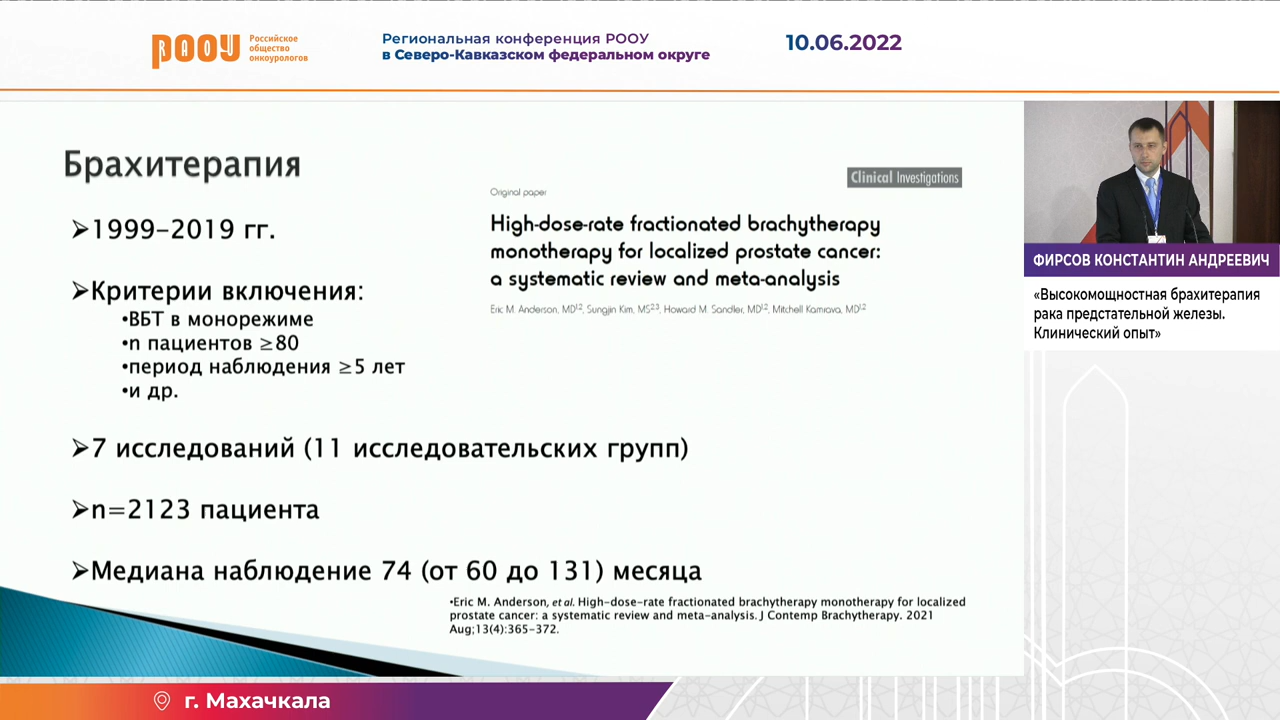 РООУ
Российское
общество
онкоурологов
Региональная конференция РООУ
в Северо-Кавказском федеральном округе
10.06.2022
Брахитерапия
➢1999–2019 гг.
➢Критерии включения:
•ВБТ в монорежиме
•n пациентов ≥80
•период наблюдения ≥5 лет
•и др.
➢7 исследований (11 исследовательских групп)
➢n=2123 пациента
➢Медиана наблюдение 74 (от 60 до 131) месяца
Clinical Investigations
Original paper
High-dose-rate fractionated brachytherapy
monotherapy for localized prostate cancer:
a systematic review and meta-analysis
Eric M. Anderson, MD1,2, Sungjin Kim, MS2,3, Howard M. Sandler, MD1,2, Mitchell Kamrava, MD1,2
•Eric M. Anderson, et al. High-dose-rate fractionated brachytherapy monotherapy for localized
prostate cancer: a systematic review and meta-analysis. J Contemp Brachytherapy. 2021
Aug;13(4):365–372.
ФИРСОВ КОНСТАНТИН АНДРЕЕВИЧ
«Высокомощностная брахитерапия
рака предстательной железы.
Клинический опыт»
г. Махачкала